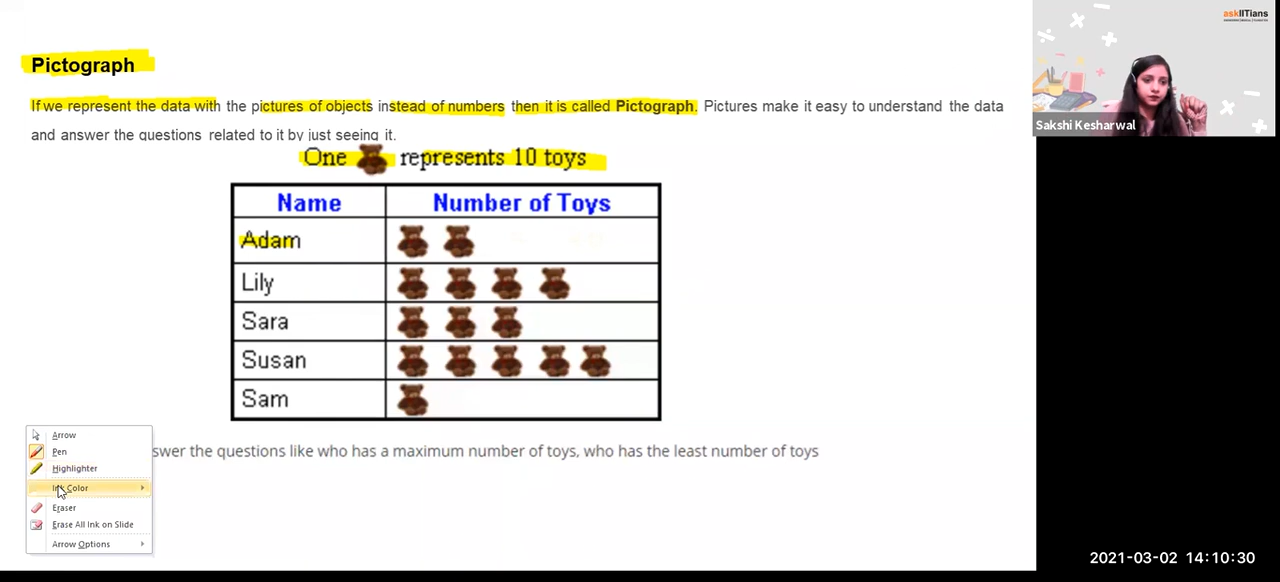 askIITians
Sakshi Kesharwal
Pictograph
If we represent the data with the pictures of objects instead of numbers then it is called Pictograph. Pictures make it easy to understand the data
and answer the questions related to it by just seeing it.
One represents 10 toys
Name Number of Toys
Adam
Lily
Sara
Susan
Sam
swer the questions like who has a maximum number of toys, who has the least number of toys
Arrow
Pen
Highlighter
Ink Color
Eraser
Erase All Ink on Slide
Arrow Options
2021-03-02 14:10:30